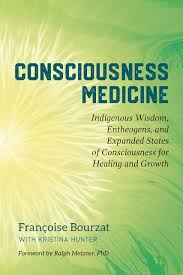 CONSCIOUSNESS
MEDICINE
Indigenous Wisdom,
Entheogens, and
Expanded States
of Consciousness for
Healing and Growth
Françoise Bourzat
WITH KRISTINA HUNTER
Foreword by Ralph Metzner, PhD